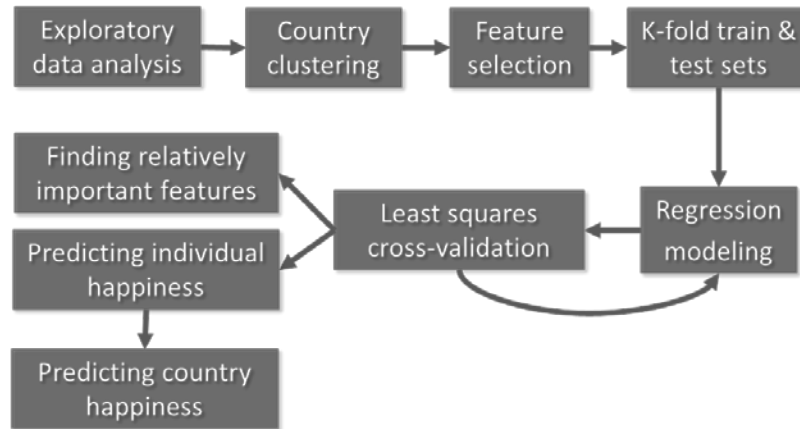 Exploratory
data analysis
Country
clustering
Feature
selection
K-fold train &
test sets
Regression
modeling
Least squares
cross-validation
Finding relatively
important features
Predicting individual
happiness
Predicting country
happiness